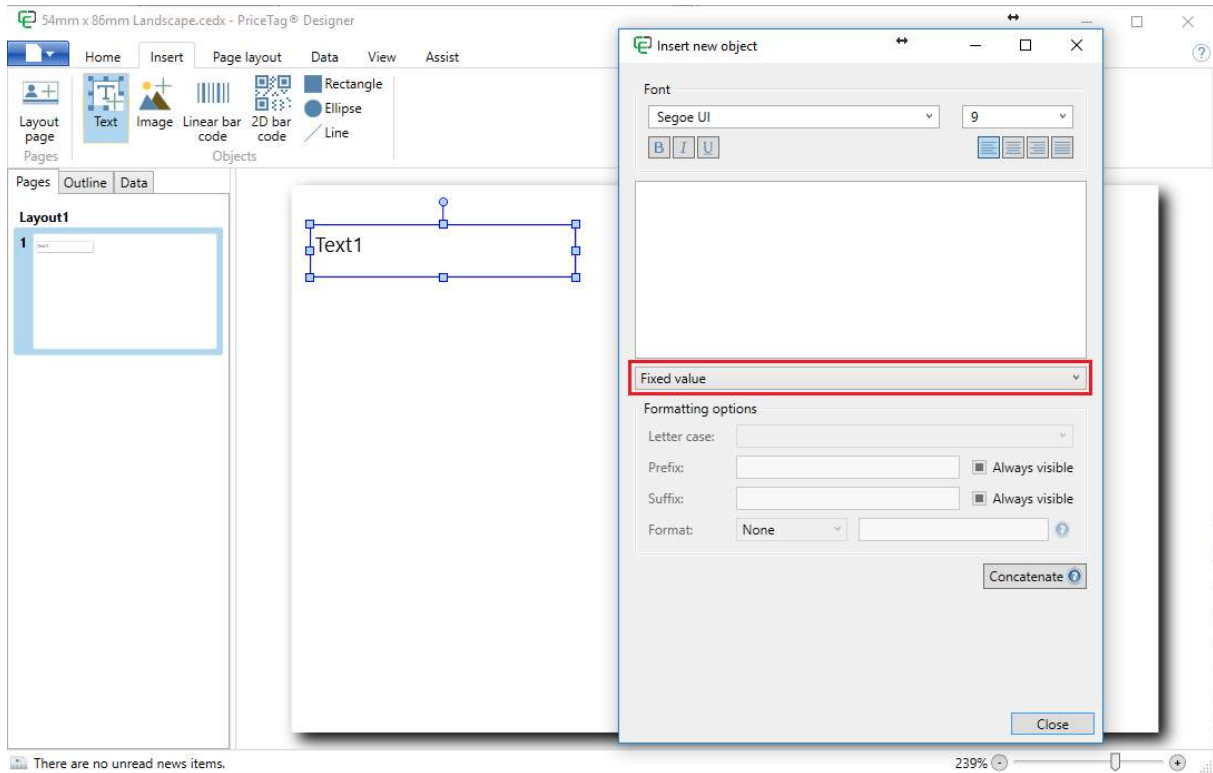 54mm x 86mm Landscape.cedx - PriceTag® Designer
Home Insert Page layout Data View Assist
Layout page
Text
Image
Linear bar code
2D bar code
Rectangle
Ellipse
Line
Pages
Objects
Pages Outline Data
Layout1
1
Text1
Insert new object
Font
Segoe UI
9
B I U
Fixed value
Formatting options
Letter case:
Prefix:
Always visible
Suffix:
Always visible
Format:
None
Concatenate
Close
There are no unread news items.
239%